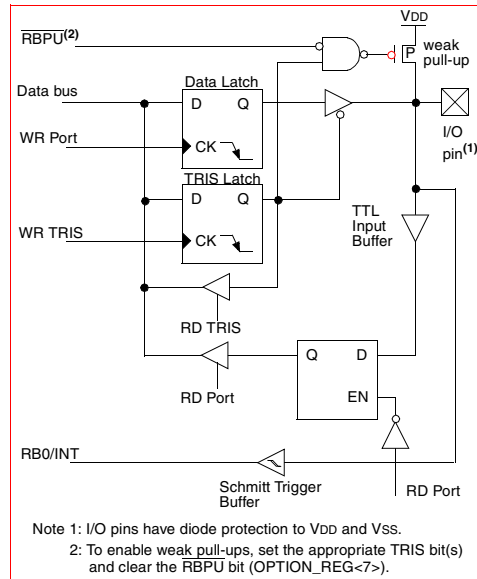 VDD
RBPU(2)
P
weak
pull-up
Data Latch
Data bus
D Q
I/O
pin(1)
WR Port
CK
TRIS Latch
D Q
TTL
Input
Buffer
WR TRIS
CK
RD TRIS
Q D
RD Port
EN
RB0/INT
Schmitt Trigger
Buffer
RD Port
Note 1: I/O pins have diode protection to VDD and VSS.
2: To enable weak pull-ups, set the appropriate TRIS bit(s)
and clear the RBPU bit (OPTION_REG<7>).